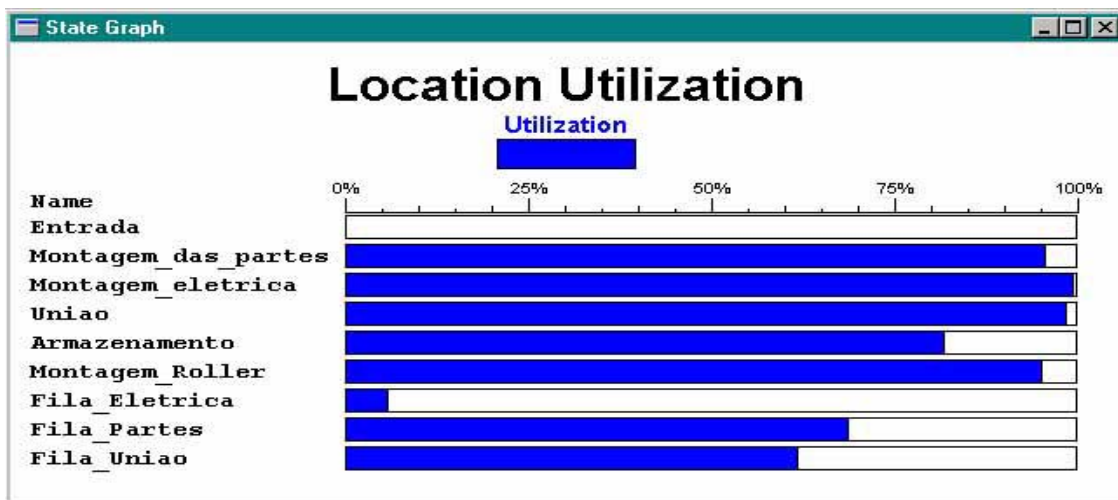 State Graph
Location Utilization
Utilization
0% 25% 50% 75% 100%
Name
Entrada
Montagem_das_partes
Montagem_eletrica
Uniao
Armazenamento
Montagem_Roller
Fila_Eletrica
Fila_Partes
Fila_Uniao